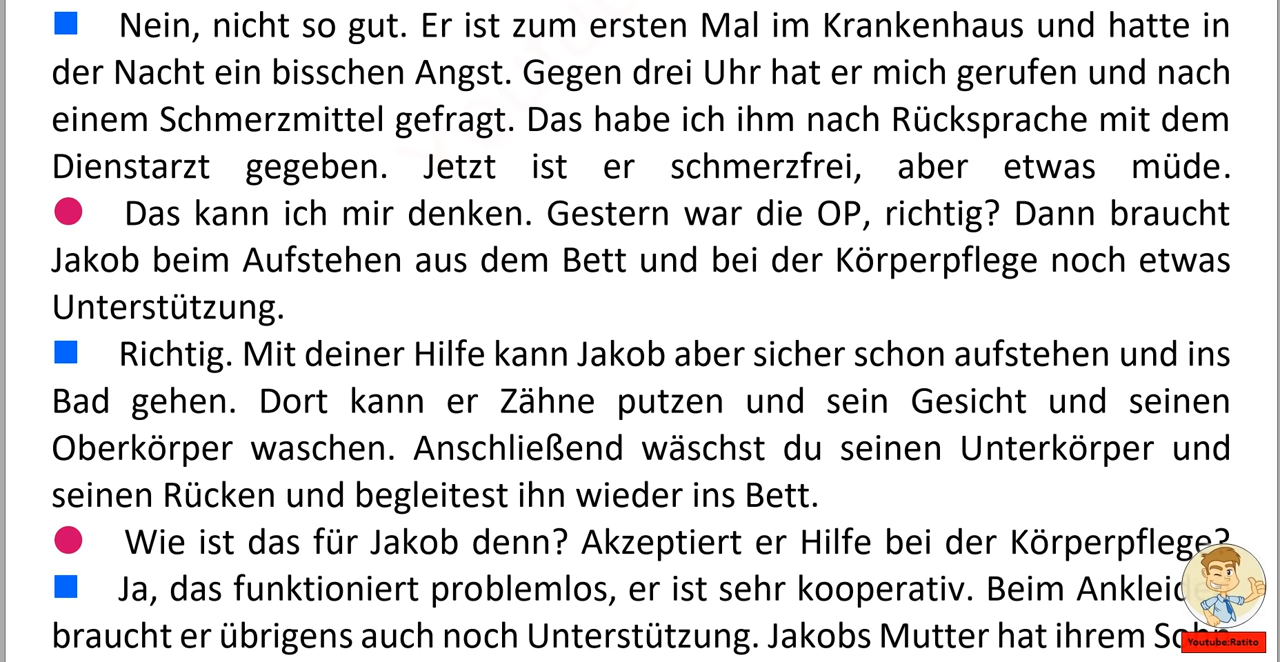 Nein, nicht so gut. Er ist zum ersten Mal im Krankenhaus und hatte in
der Nacht ein bisschen Angst. Gegen drei Uhr hat er mich gerufen und nach
einem Schmerzmittel gefragt. Das habe ich ihm nach Rücksprache mit dem
Dienstarzt gegeben. Jetzt ist er schmerzfrei, aber etwas müde.
Das kann ich mir denken. Gestern war die OP, richtig? Dann braucht
Jakob beim Aufstehen aus dem Bett und bei der Körperpflege noch etwas
Unterstützung.
Richtig. Mit deiner Hilfe kann Jakob aber sicher schon aufstehen und ins
Bad gehen. Dort kann er Zähne putzen und sein Gesicht und seinen
Oberkörper waschen. Anschließend wäschst du seinen Unterkörper und
seinen Rücken und begleitest ihn wieder ins Bett.
Wie ist das für Jakob denn? Akzeptiert er Hilfe bei der Körperpflege?
Ja, das funktioniert problemlos, er ist sehr kooperativ. Beim
braucht er übrigens auch noch Unterstützung. Jakobs Mutter hat ihrem
Youtube:Ratito